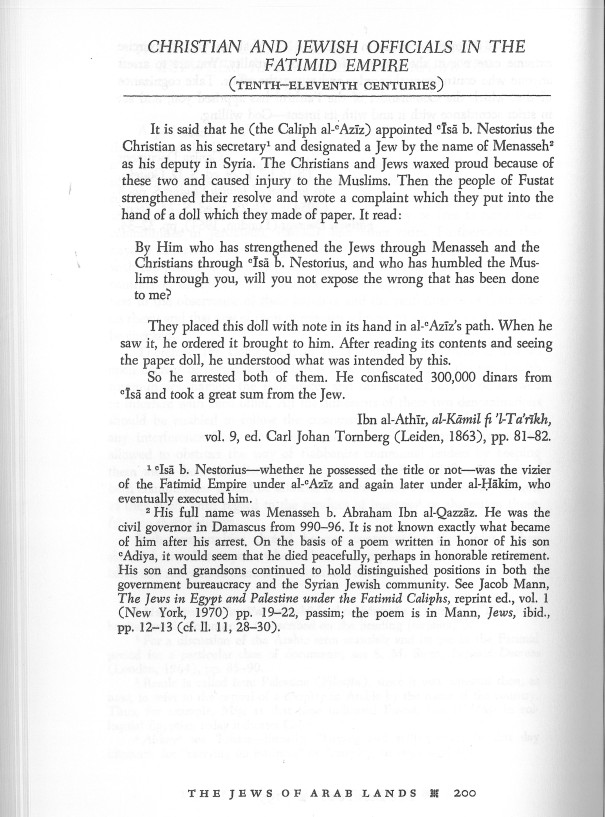 CHRISTIAN AND JEWISH OFFICIALS IN THE
FATIMID EMPIRE
(TENTH—ELEVENTH CENTURIES)
It is said that he (the Caliph al-ᶜAzīz) appointed ᶜĪsā b. Nestorius the
Christian as his secretary¹ and designated a Jew by the name of Menasseh²
as his deputy in Syria. The Christians and Jews waxed proud because of
these two and caused injury to the Muslims. Then the people of Fustat
strengthened their resolve and wrote a complaint which they put into the
hand of a doll which they made of paper. It read:
By Him who has strengthened the Jews through Menasseh and the
Christians through ᶜĪsā b. Nestorius, and who has humbled the Mus-
lims through you, will you not expose the wrong that has been done
to me?
They placed this doll with note in its hand in al-ᶜAzīz's path. When he
saw it, he ordered it brought to him. After reading its contents and seeing
the paper doll, he understood what was intended by this.
So he arrested both of them. He confiscated 300,000 dinars from
ᶜĪsā and took a great sum from the Jew.
Ibn al-Athīr, al-Kāmil fi 'l-Ta'rīkh,
vol. 9, ed. Carl Johan Tornberg (Leiden, 1863), pp. 81–82.
¹ ᶜĪsā b. Nestorius—whether he possessed the title or not—was the vizier
of the Fatimid Empire under al-ᶜAzīz and again later under al-Ḥākim, who
eventually executed him.
² His full name was Menasseh b. Abraham Ibn al-Qazzāz. He was the
civil governor in Damascus from 990–96. It is not known exactly what became
of him after his arrest. On the basis of a poem written in honor of his son
ᶜAdiya, it would seem that he died peacefully, perhaps in honorable retirement.
His son and grandsons continued to hold distinguished positions in both the
government bureaucracy and the Syrian Jewish community. See Jacob Mann,
The Jews in Egypt and Palestine under the Fatimid Caliphs, reprint ed., vol. 1
(New York, 1970) pp. 19–22, passim; the poem is in Mann, Jews, ibid.,
pp. 12–13 (cf. ll. 11, 28–30).
THE JEWS OF ARAB LANDS 200